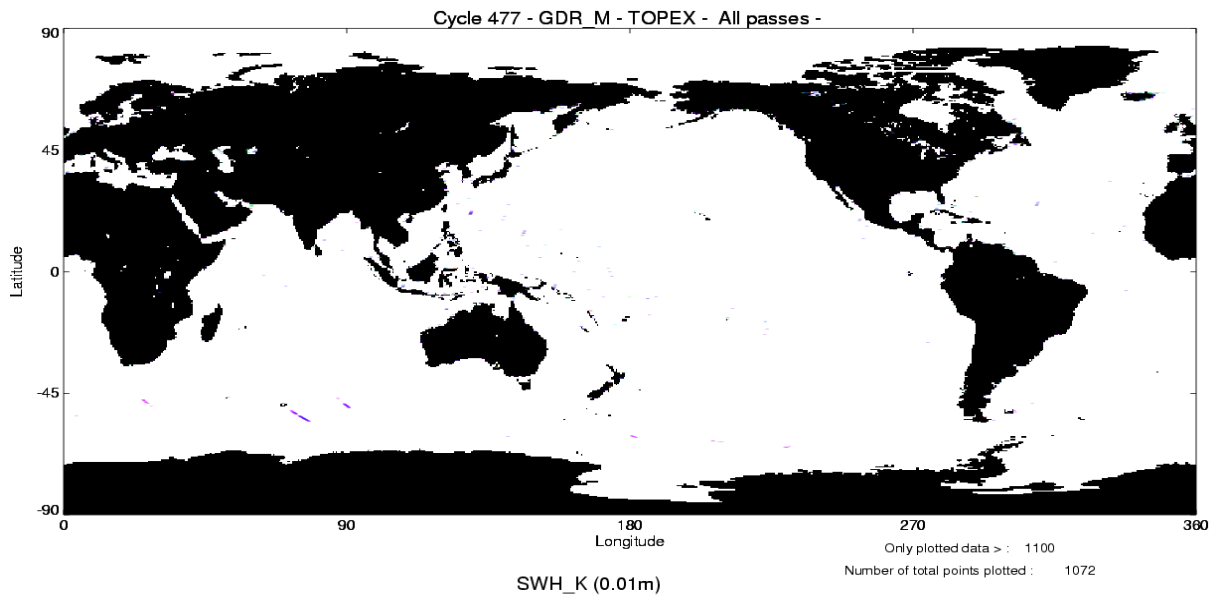 Cycle 477 - GDR_M - TOPEX - All passes -
90
45
0
-45
-90
Latitude
0 90 180 270 360
Longitude
Only plotted data > : 1100
Number of total points plotted : 1072
SWH_K (0.01m)